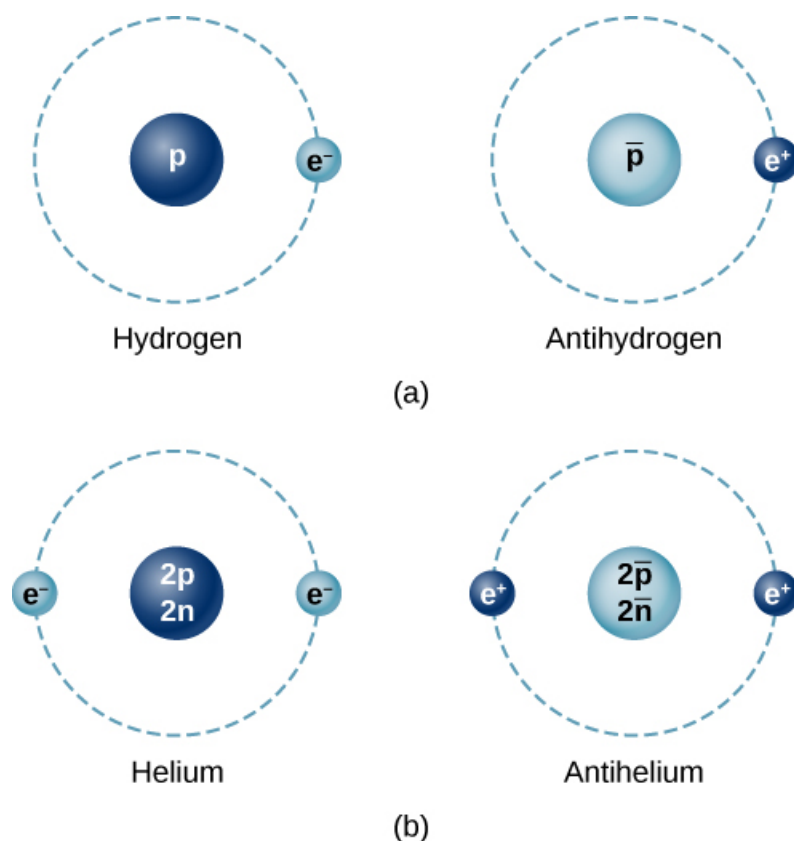 p e⁻ p̅ e⁺
Hydrogen Antihydrogen
(a)
e⁻ 2p e⁻ e⁺ 2p̅ e⁺
2n 2n̅
Helium Antihelium
(b)